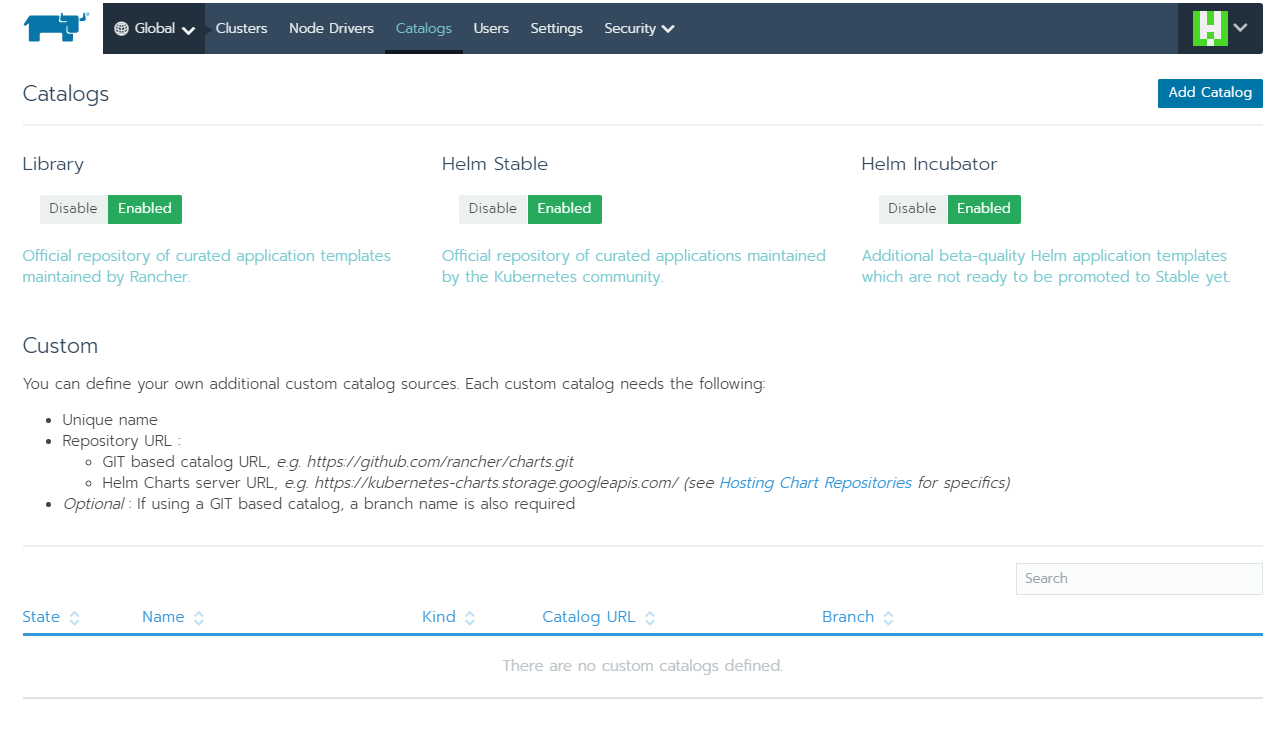 Global Clusters Node Drivers Catalogs Users Settings Security
Catalogs
Add Catalog
Library
Disable Enabled
Official repository of curated application templates
maintained by Rancher.
Helm Stable
Disable Enabled
Official repository of curated applications maintained
by the Kubernetes community.
Helm Incubator
Disable Enabled
Additional beta-quality Helm application templates
which are not ready to be promoted to Stable yet.
Custom
You can define your own additional custom catalog sources. Each custom catalog needs the following:
Unique name
Repository URL :
GIT based catalog URL, e.g. https://github.com/rancher/charts.git
Helm Charts server URL, e.g. https://kubernetes-charts.storage.googleapis.com/ (see Hosting Chart Repositories for specifics)
Optional : If using a GIT based catalog, a branch name is also required
Search
State Name Kind Catalog URL Branch
There are no custom catalogs defined.